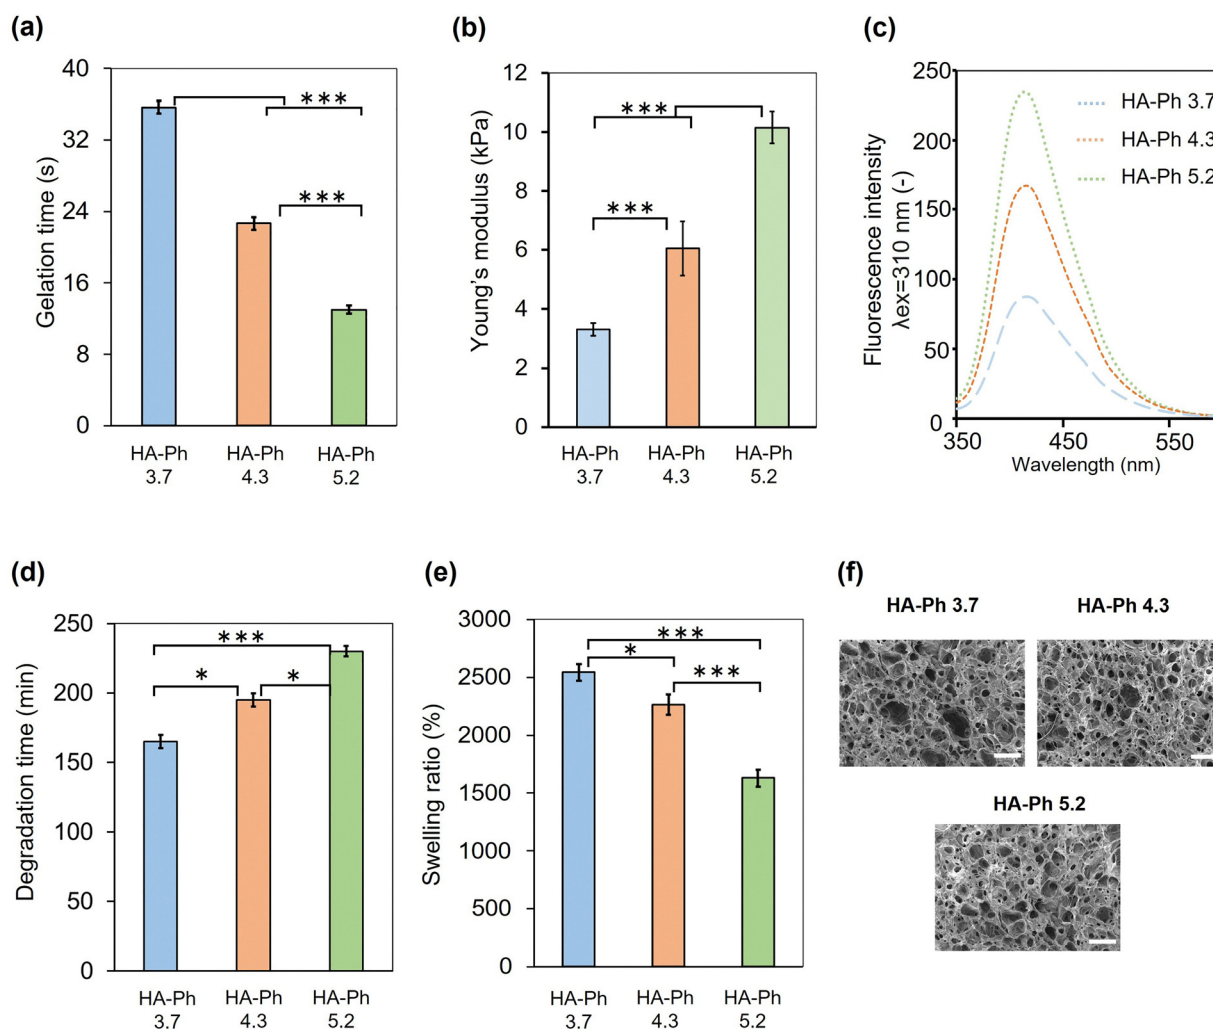 (a)
40
32
24
16
8
0
Gelation time (s)
***
***
HA-Ph 3.7
HA-Ph 4.3
HA-Ph 5.2
(b)
12
10
8
6
4
2
0
Young's modulus (kPa)
***
***
HA-Ph 3.7
HA-Ph 4.3
HA-Ph 5.2
(c)
250
200
150
100
50
0
Fluorescence intensity
λex=310 nm (-)
HA-Ph 3.7
HA-Ph 4.3
HA-Ph 5.2
350
450
550
Wavelength (nm)
(d)
250
200
150
100
50
0
Degradation time (min)
***
*
*
HA-Ph 3.7
HA-Ph 4.3
HA-Ph 5.2
(e)
3000
2500
2000
1500
1000
500
0
Swelling ratio (%)
***
*
***
HA-Ph 3.7
HA-Ph 4.3
HA-Ph 5.2
(f)
HA-Ph 3.7
HA-Ph 4.3
HA-Ph 5.2